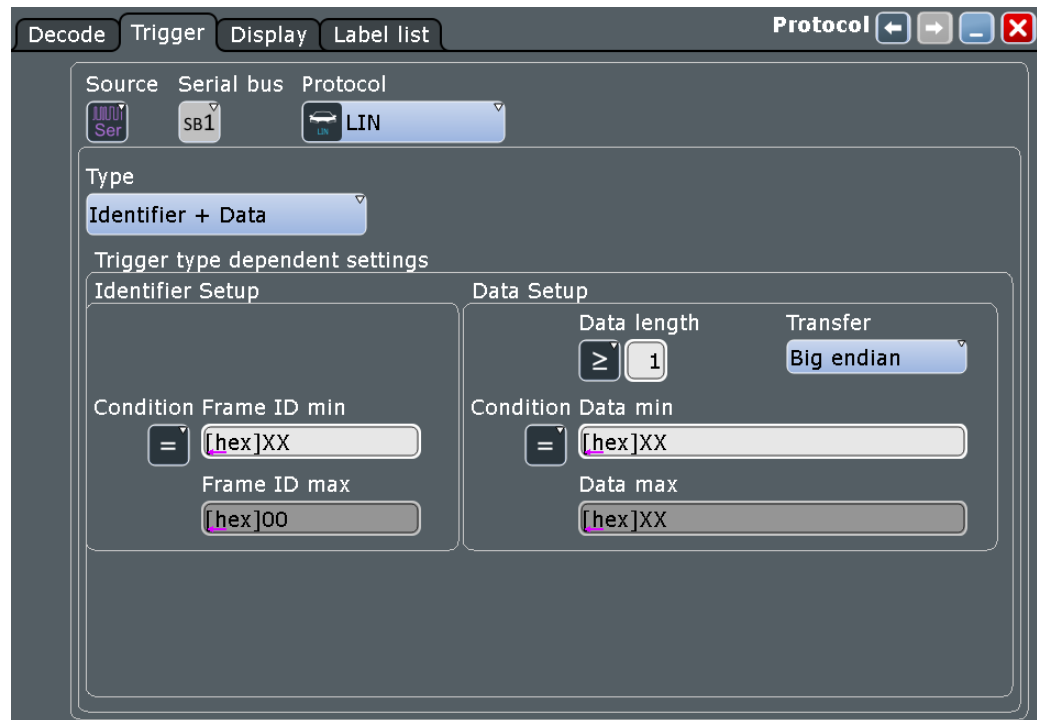 Decode Trigger Display Label list Protocol
Source Serial bus Protocol
Ser SB1 LIN LIN
Type
Identifier + Data
Trigger type dependent settings
Identifier Setup Data Setup
Data length Transfer
≥ 1 Big endian
Condition Frame ID min Condition Data min
= [hex]XX = [hex]XX
Frame ID max Data max
[hex]00 [hex]XX